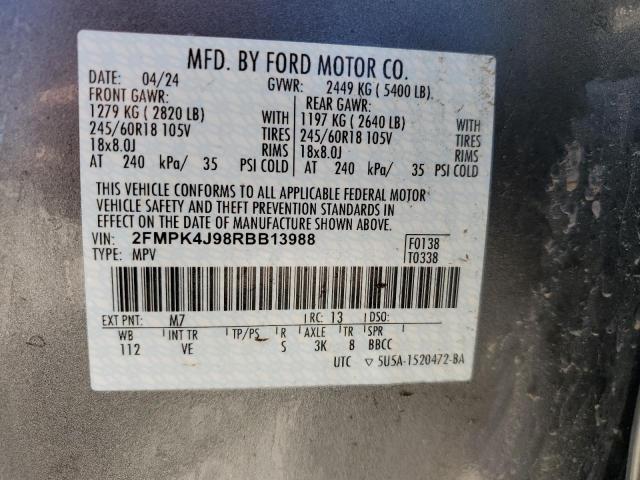 MFD. BY FORD MOTOR CO.
DATE: 04/24 GVWR: 2449 KG ( 5400 LB)
FRONT GAWR: REAR GAWR:
1279 KG ( 2820 LB) 1197 KG ( 2640 LB)
245/60R18 105V TIRES 245/60R18 105V TIRES
18x8.0J RIMS 18x8.0J RIMS
AT 240 kPa/ 35 PSI COLD AT 240 kPa/ 35 PSI COLD
THIS VEHICLE CONFORMS TO ALL APPLICABLE FEDERAL MOTOR
VEHICLE SAFETY AND THEFT PREVENTION STANDARDS IN
EFFECT ON THE DATE OF MANUFACTURE SHOWN ABOVE.
VIN: 2FMPK4J98RBB13988 F0138
TYPE: MPV T0338
EXT PNT: M7 RC: 13 DSO:
WB INT TR TP/PS R AXLE TR SPR
112 VE S 3K 8 BBCC
UTC 5U5A-1520472-BA